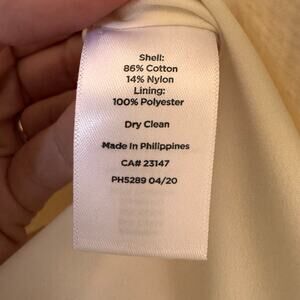 Shell:
86% Cotton
14% Nylon
Lining:
100% Polyester
Dry Clean
Made In Philippines
CA# 23147
PH5289 04/20